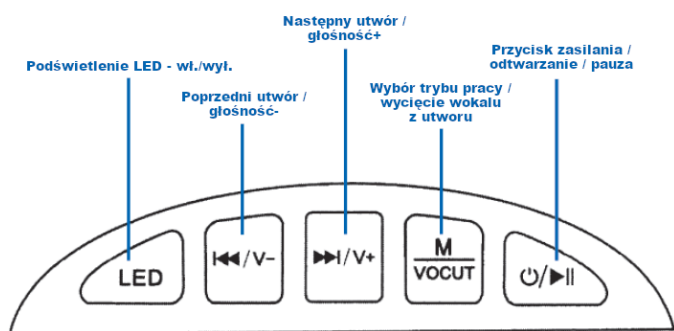 Następny utwór /
głośność+
Przycisk zasilania /
odtwarzanie / pauza
Podświetlenie LED - wł./wył.
Poprzedni utwór /
głośność-
Wybór trybu pracy /
wycięcie wokalu
z utworu
LED
⏮/V-
⏭/V+
M
VOCUT
⏻/▶||